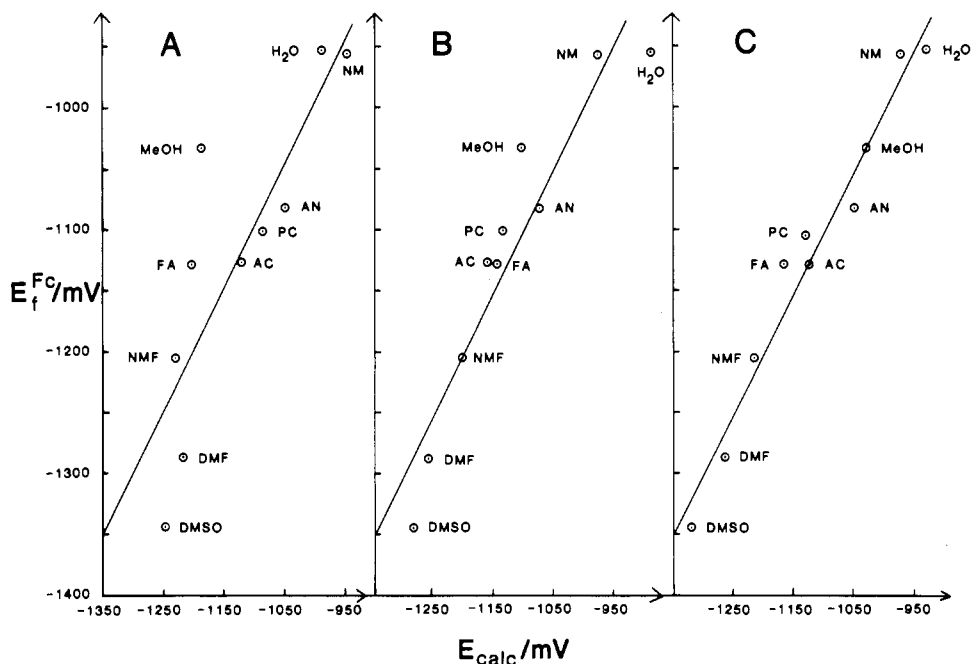 A B C
H₂O
NM
NM
H₂O
NM
H₂O
-1000
MeOH
MeOH
MeOH
AN
AN
AN
-1100
PC
PC
PC
FA
AC
AC
FA
FA
AC
E_f^Fc/mV
-1200
NMF
NMF
NMF
DMF
DMF
DMF
-1300
DMSO
DMSO
DMSO
-1400
-1350 -1250 -1150 -1050 -950 -1250 -1150 -1050 -950 -1250 -1150 -1050 -950
E_calc/mV